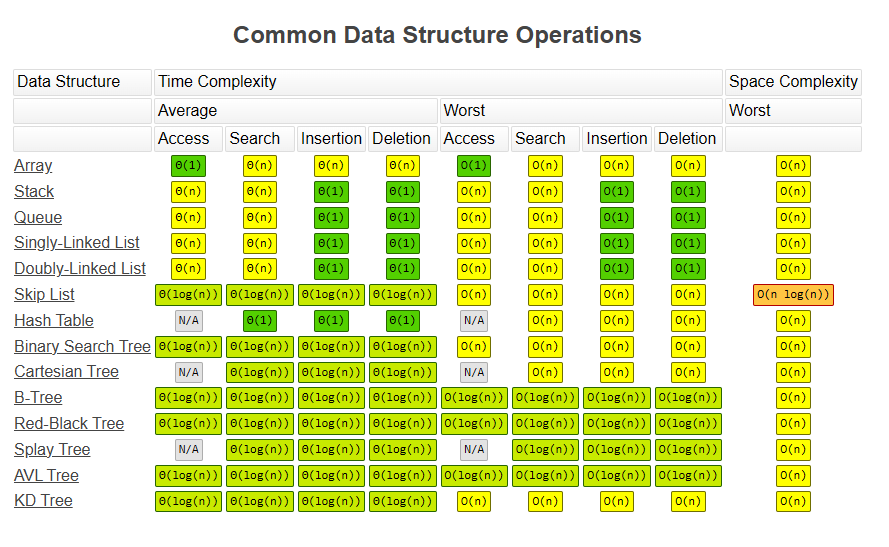 Common Data Structure Operations
Data Structure Time Complexity Space Complexity
Average Worst Worst
Access Search Insertion Deletion Access Search Insertion Deletion
Array Θ(1) Θ(n) Θ(n) Θ(n) O(1) O(n) O(n) O(n) O(n)
Stack Θ(n) Θ(n) Θ(1) Θ(1) O(n) O(n) O(1) O(1) O(n)
Queue Θ(n) Θ(n) Θ(1) Θ(1) O(n) O(n) O(1) O(1) O(n)
Singly-Linked List Θ(n) Θ(n) Θ(1) Θ(1) O(n) O(n) O(1) O(1) O(n)
Doubly-Linked List Θ(n) Θ(n) Θ(1) Θ(1) O(n) O(n) O(1) O(1) O(n)
Skip List Θ(log(n)) Θ(log(n)) Θ(log(n)) Θ(log(n)) O(n) O(n) O(n) O(n) O(n log(n))
Hash Table N/A Θ(1) Θ(1) Θ(1) N/A O(n) O(n) O(n) O(n)
Binary Search Tree Θ(log(n)) Θ(log(n)) Θ(log(n)) Θ(log(n)) O(n) O(n) O(n) O(n) O(n)
Cartesian Tree N/A Θ(log(n)) Θ(log(n)) Θ(log(n)) N/A O(n) O(n) O(n) O(n)
B-Tree Θ(log(n)) Θ(log(n)) Θ(log(n)) Θ(log(n)) O(log(n)) O(log(n)) O(log(n)) O(log(n)) O(n)
Red-Black Tree Θ(log(n)) Θ(log(n)) Θ(log(n)) Θ(log(n)) O(log(n)) O(log(n)) O(log(n)) O(log(n)) O(n)
Splay Tree N/A Θ(log(n)) Θ(log(n)) Θ(log(n)) N/A O(log(n)) O(log(n)) O(log(n)) O(n)
AVL Tree Θ(log(n)) Θ(log(n)) Θ(log(n)) Θ(log(n)) O(log(n)) O(log(n)) O(log(n)) O(log(n)) O(n)
KD Tree Θ(log(n)) Θ(log(n)) Θ(log(n)) Θ(log(n)) O(n) O(n) O(n) O(n) O(n)